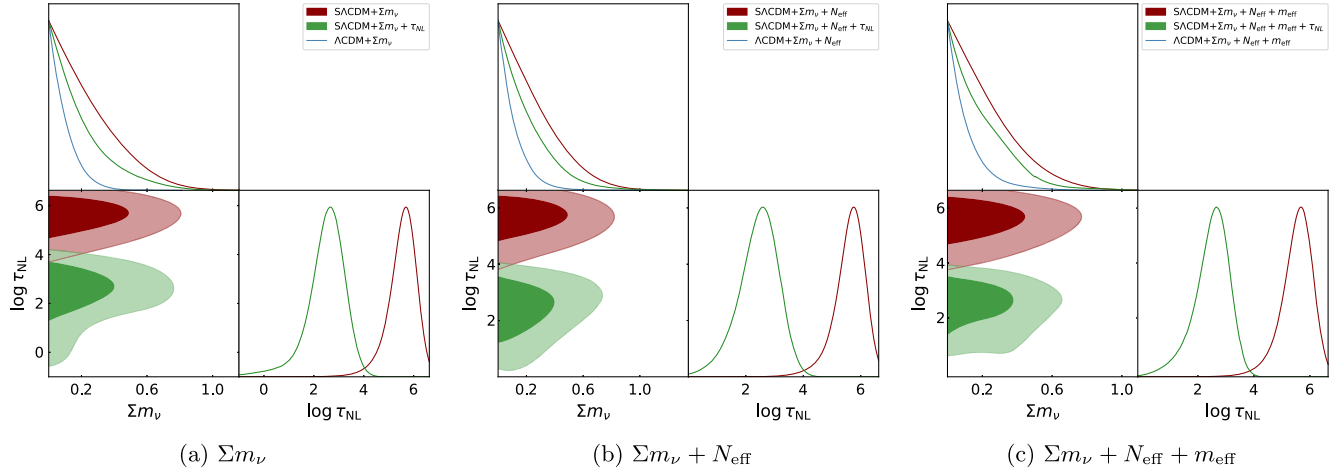 SΛCDM+Σmν
SΛCDM+Σmν + τNL
ΛCDM+Σmν
6
4
2
0
log τNL
0.2 0.6 1.0
Σmν
0 2 4 6
log τNL
(a) Σmν
SΛCDM+Σmν + Neff
SΛCDM+Σmν + Neff + τNL
ΛCDM+Σmν + Neff
6
4
2
log τNL
0.2 0.6 1.0
Σmν
2 4 6
log τNL
(b) Σmν + Neff
SΛCDM+Σmν + Neff + meff
SΛCDM+Σmν + Neff + meff + τNL
ΛCDM+Σmν + Neff + meff
6
4
2
log τNL
0.2 0.6 1.0
Σmν
2 4 6
log τNL
(c) Σmν + Neff + meff